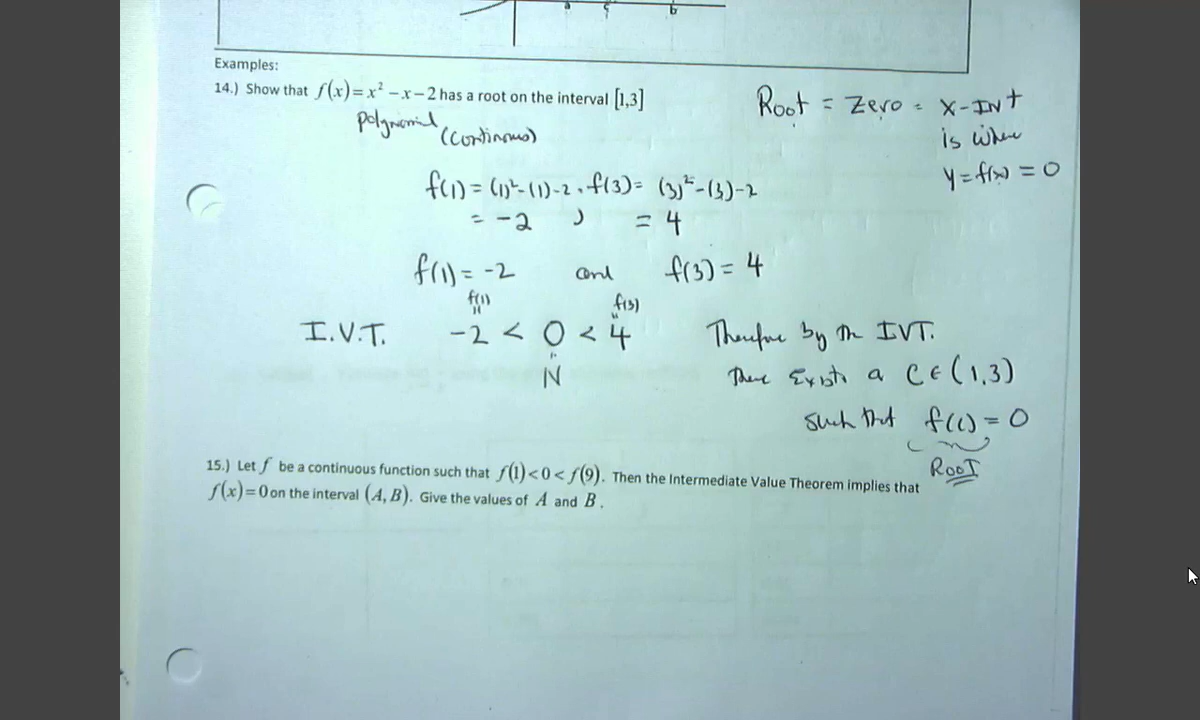 a c b
Examples:
14.) Show that f(x)=x² −x−2 has a root on the interval [1,3]
Root = Zero = x-INt
polynomial (continuous)
is where
y=f(x) = 0
f(1) = (1)²-(1)-2 , f(3)= (3)²-(3)-2
= -2 , = 4
f(1) = -2 and f(3) = 4
f(1) f(3)
I.V.T. -2 < 0 < 4 Therefore by the IVT.
N there Exists a C∈(1,3)
such that f(c) = 0
Root
15.) Let f be a continuous function such that f(1)<0<f(9). Then the Intermediate Value Theorem implies that
f(x)=0 on the interval (A,B). Give the values of A and B.